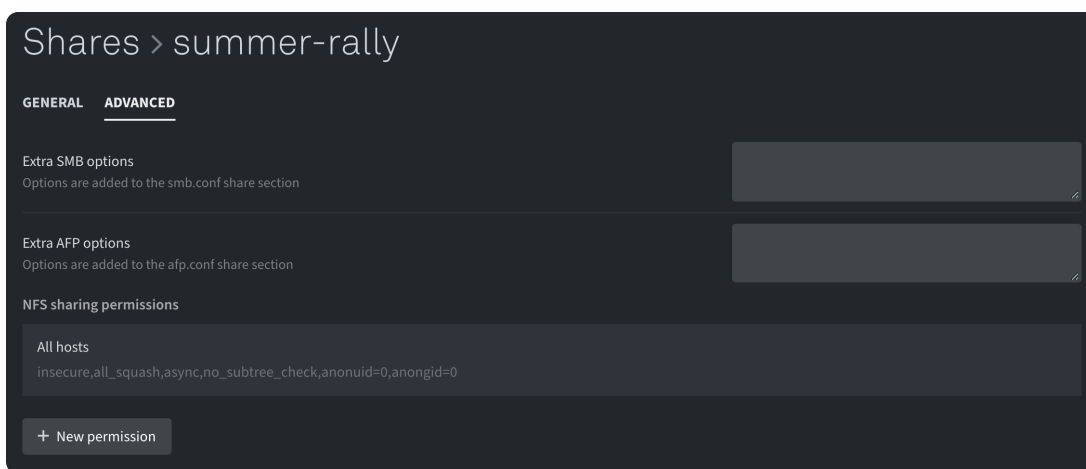 Shares > summer-rally
GENERAL ADVANCED
Extra SMB options
Options are added to the smb.conf share section
Extra AFP options
Options are added to the afp.conf share section
NFS sharing permissions
All hosts
insecure,all_squash,async,no_subtree_check,anonuid=0,anongid=0
+ New permission